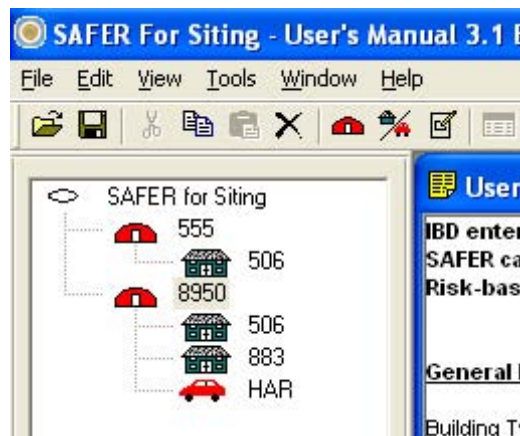 SAFER For Siting - User's Manual 3.1
File Edit View Tools Window Help
SAFER for Siting
555
506
8950
506
883
HAR
User
IBD enter
SAFER ca
Risk-bas
General
Building Ty